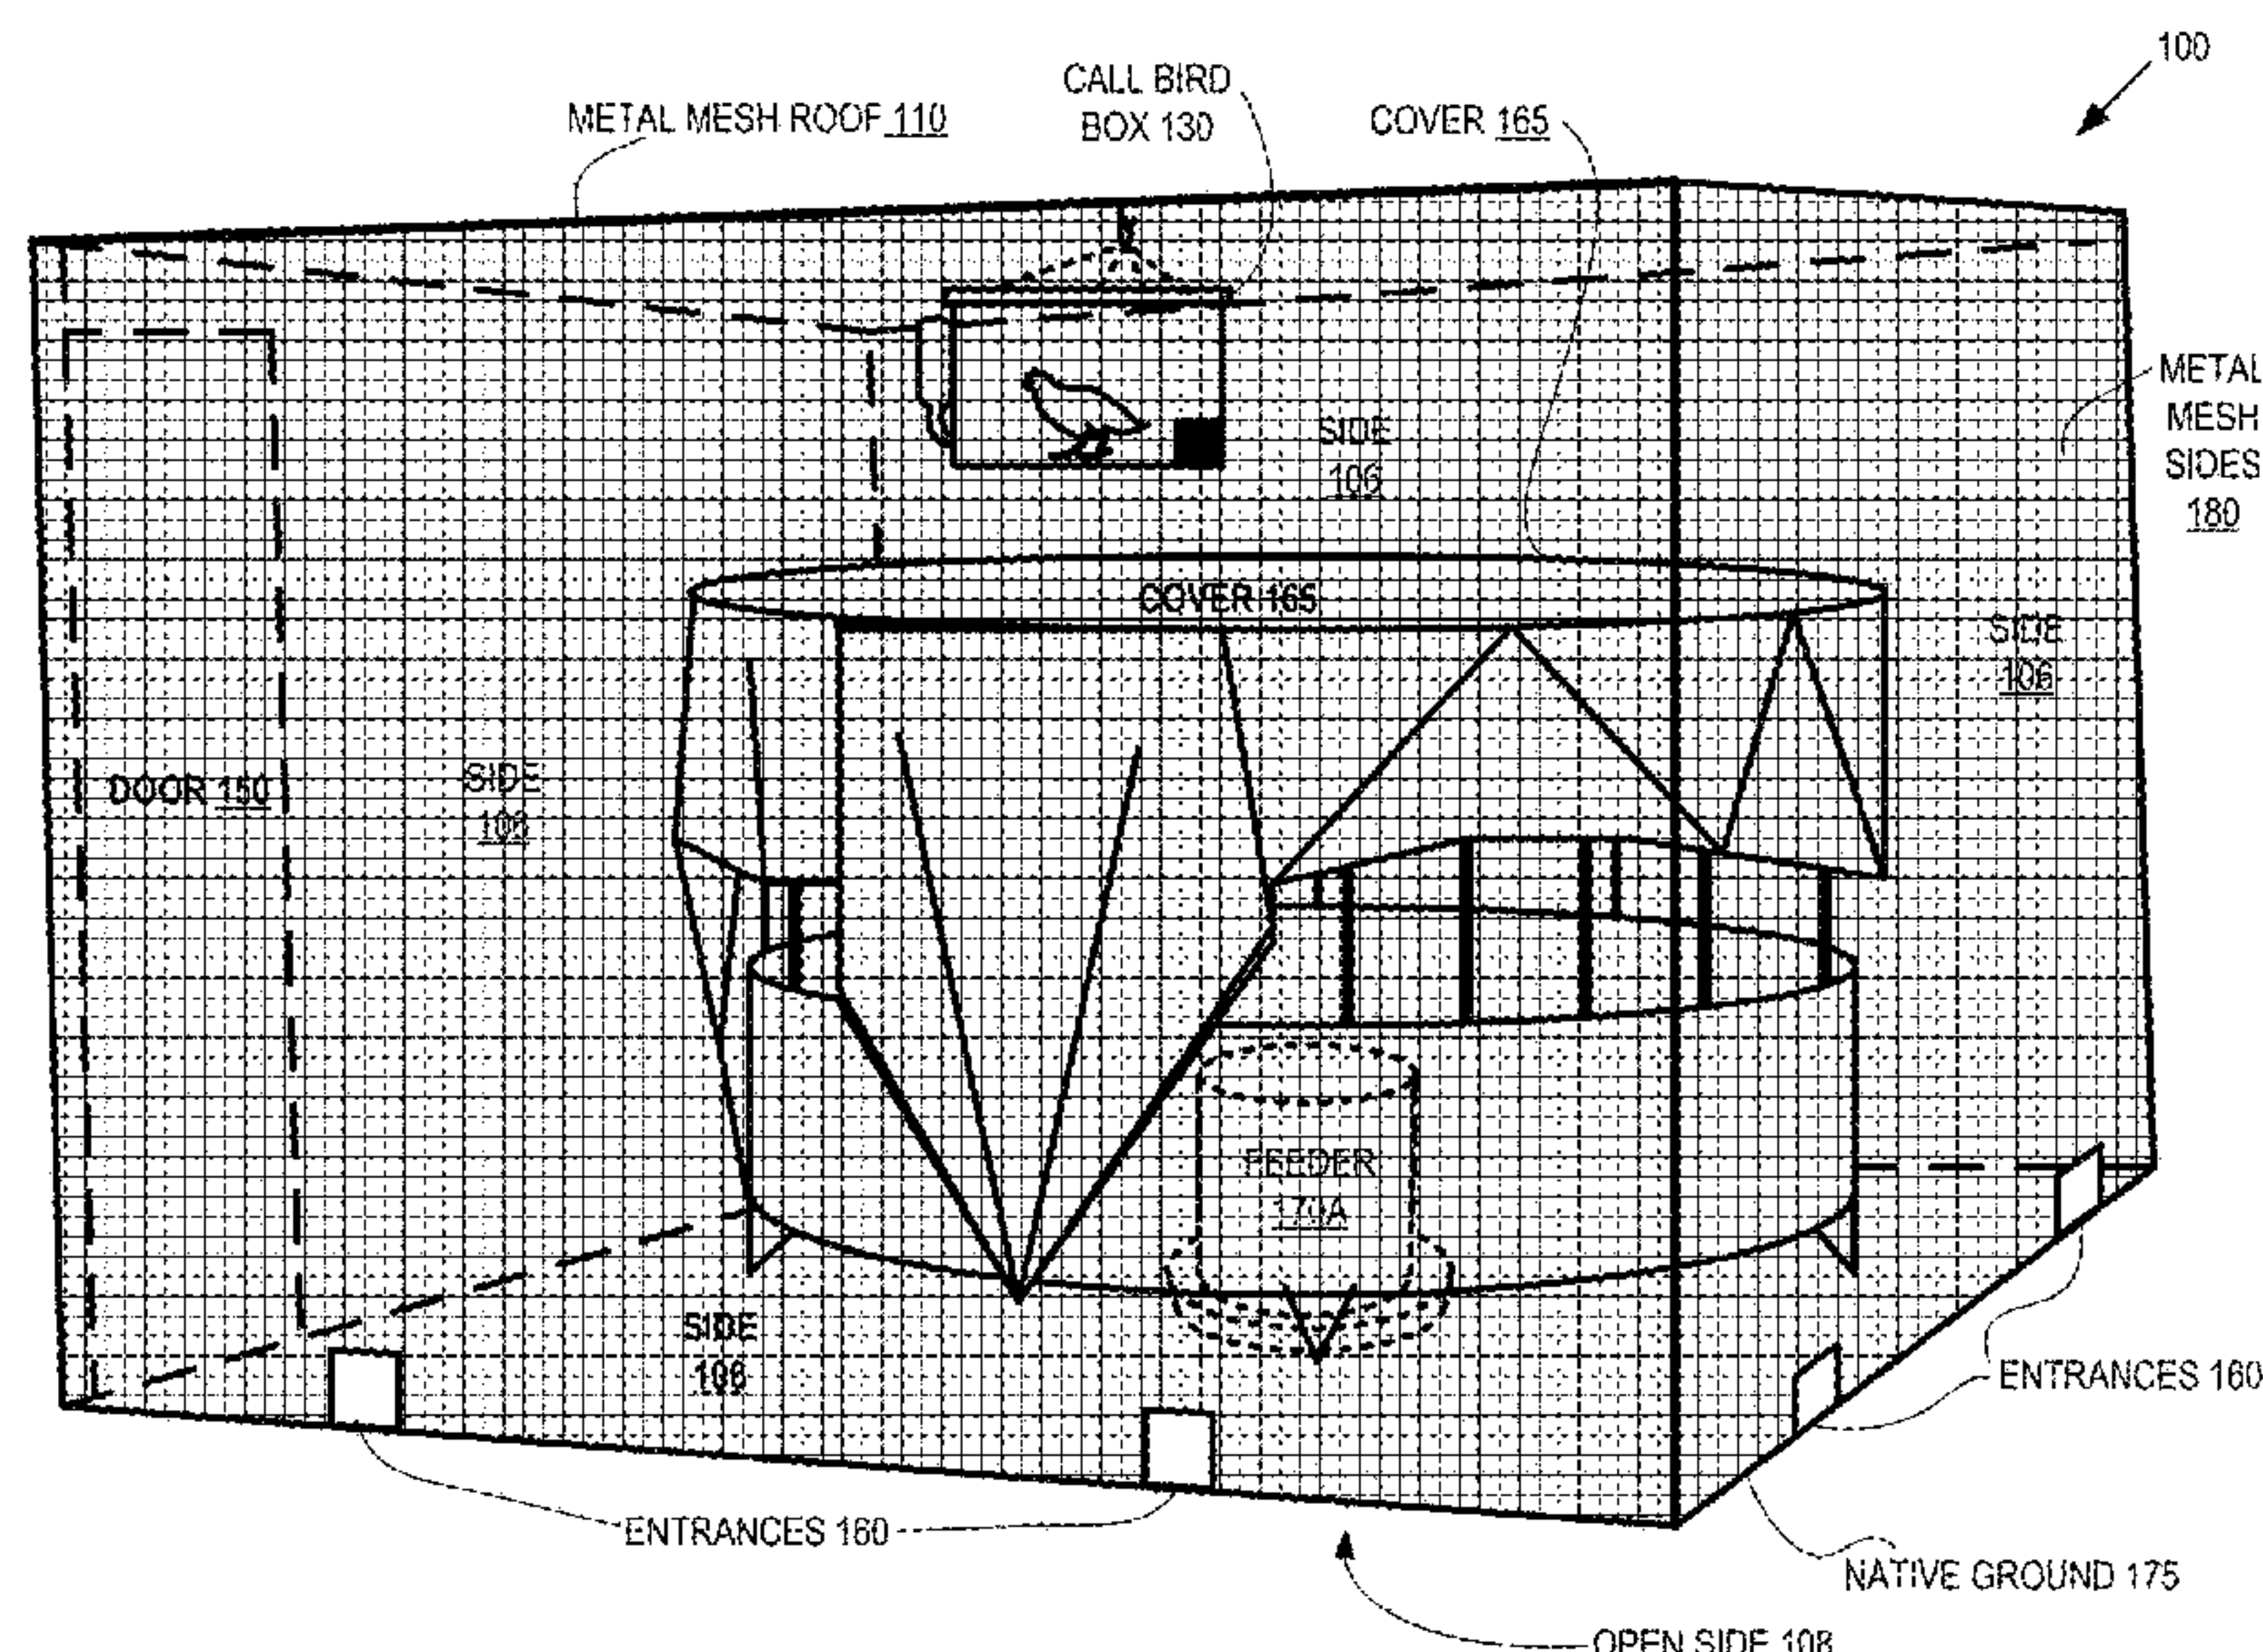 100
CALL BIRD
BOX 130
METAL MESH ROOF 110
COVER 165
METAL
MESH
SIDES
180
SIDE
106
COVER 165
SIDE
106
DOOR 150
SIDE
106
FEEDER
170A
SIDE
106
ENTRANCES 160
ENTRANCES 160
NATIVE GROUND 175
OPEN SIDE 108